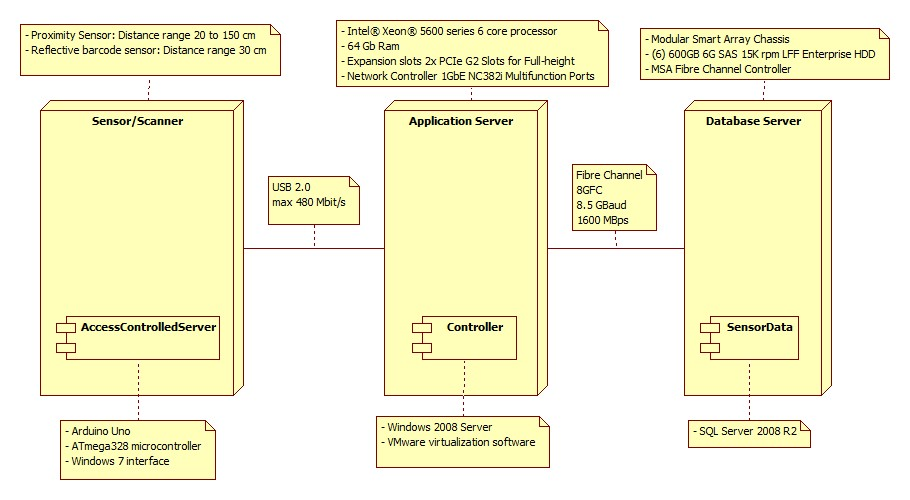 - Proximity Sensor: Distance range 20 to 150 cm
- Reflective barcode sensor: Distance range 30 cm
- Intel® Xeon® 5600 series 6 core processor
- 64 Gb Ram
- Expansion slots 2x PCIe G2 Slots for Full-height
- Network Controller 1GbE NC382i Multifunction Ports
- Modular Smart Array Chassis
- (6) 600GB 6G SAS 15K rpm LFF Enterprise HDD
- MSA Fibre Channel Controller
Sensor/Scanner
Application Server
Database Server
USB 2.0
max 480 Mbit/s
Fibre Channel
8GFC
8.5 GBaud
1600 MBps
AccessControlledServer
Controller
SensorData
- Arduino Uno
- ATmega328 microcontroller
- Windows 7 interface
- Windows 2008 Server
- VMware virtualization software
- SQL Server 2008 R2